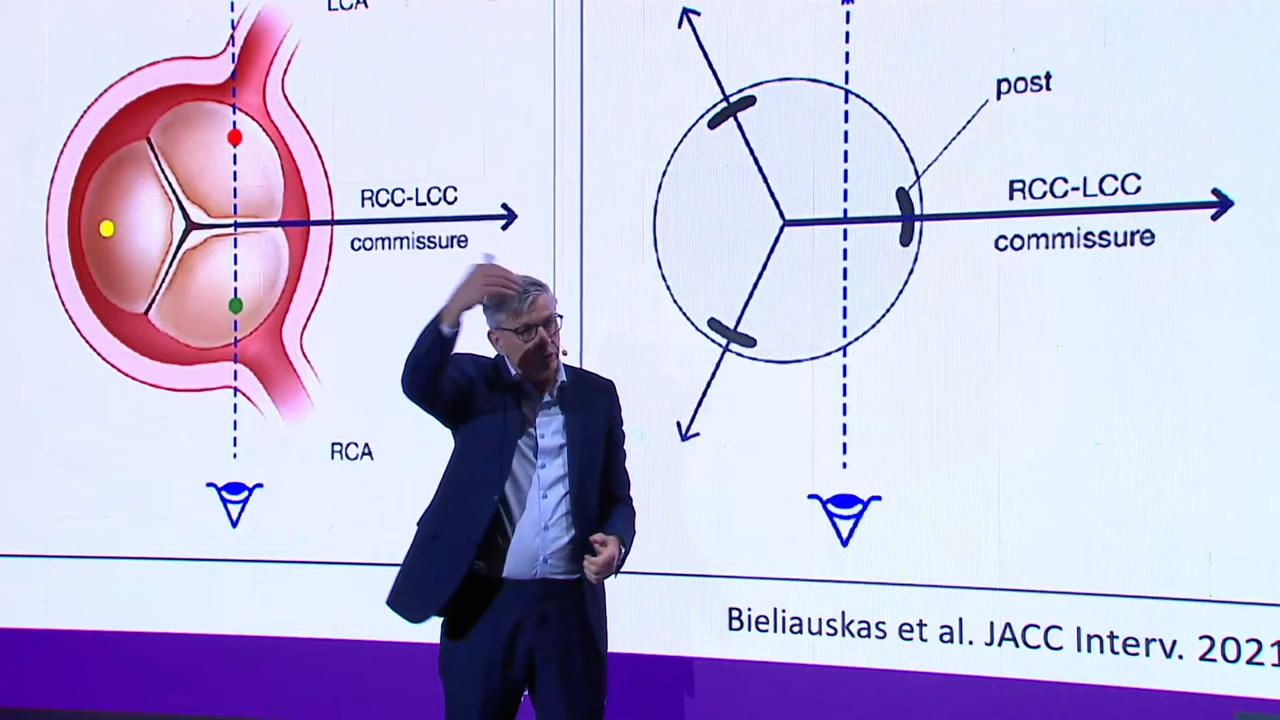 LCA
RCC-LCC
commissure
RCA
post
RCC-LCC
commissure
Bieliauskas et al. JACC Interv. 2021